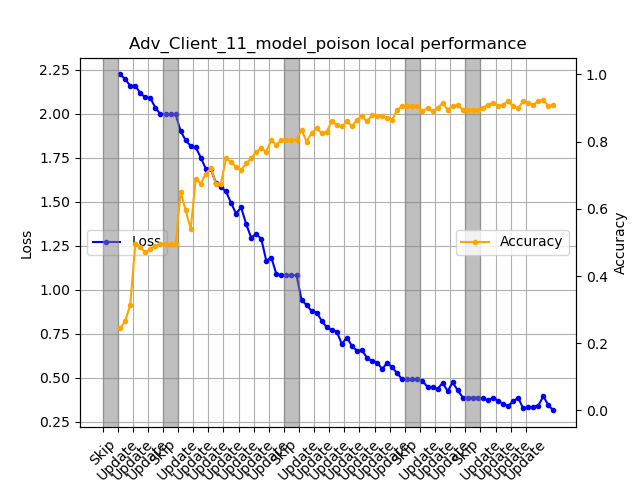 Adv_Client_11_model_poison local performance
2.25
2.00
1.75
1.50
1.25
1.00
0.75
0.50
0.25
Loss
1.0
0.8
0.6
0.4
0.2
0.0
Accuracy
Loss
Accuracy
Skip
Update
Update
Update
Skip
Update
Update
Update
Update
Update
Update
Update
Skip
Update
Update
Update
Update
Update
Update
Update
Skip
Update
Update
Update
Skip
Update
Update
Update
Update